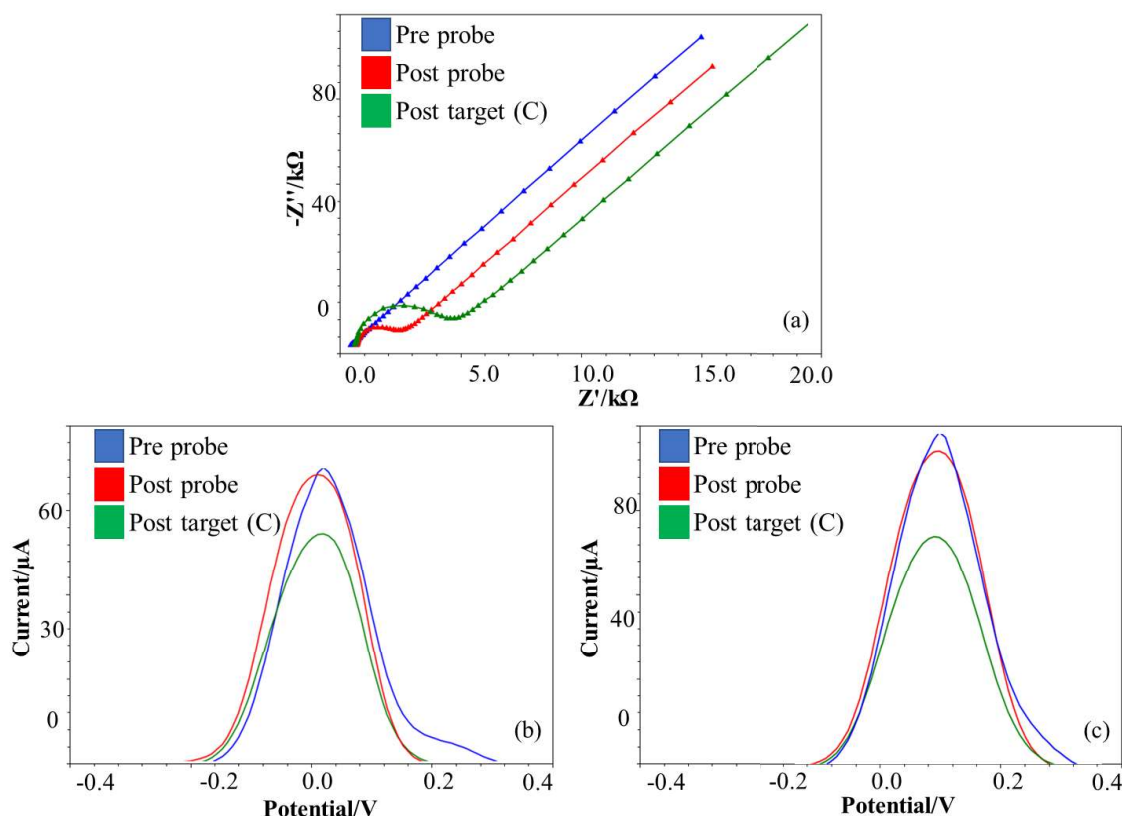 Pre probe
Post probe
Post target (C)
80
40
0
-Z''/kΩ
(a)
0.0 5.0 10.0 15.0 20.0
Z'/kΩ
Pre probe
Post probe
Post target (C)
60
30
0
Current/µA
(b)
-0.4 -0.2 0.0 0.2 0.4
Potential/V
Pre probe
Post probe
Post target (C)
80
40
0
Current/µA
(c)
-0.4 -0.2 0.0 0.2 0.4
Potential/V